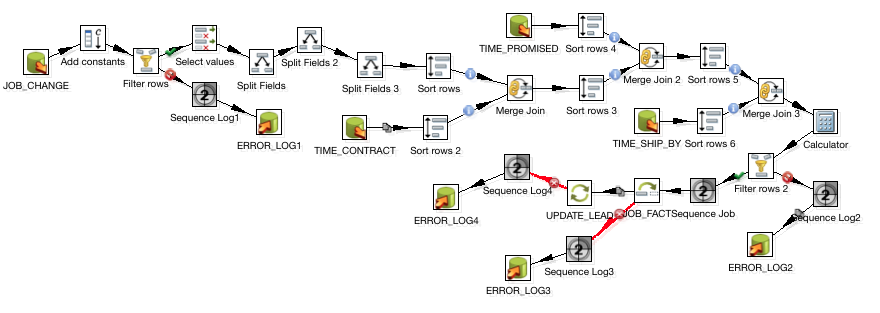 JOB_CHANGE
Add constants
Filter rows
Select values
Split Fields
Split Fields 2
Split Fields 3
Sort rows
Sequence Log1
ERROR_LOG1
TIME_PROMISED
Sort rows 4
Merge Join
Sort rows 3
Merge Join 2
Sort rows 5
Merge Join 3
TIME_CONTRACT
Sort rows 2
TIME_SHIP_BY
Sort rows 6
Calculator
Filter rows 2
Sequence Log2
ERROR_LOG2
Sequence Job
JOB_FACT
UPDATE_LEAD
Sequence Log4
ERROR_LOG4
Sequence Log3
ERROR_LOG3